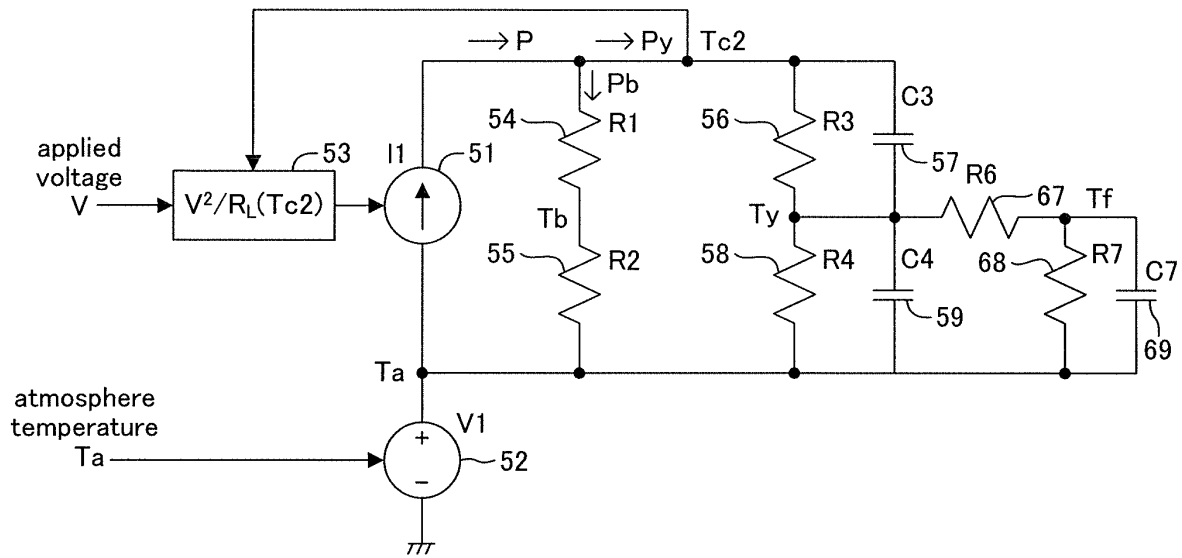 P
Py
Tc2
Pb
C3
54
R1
56
R3
applied
voltage
V
53
V²/RL(Tc2)
I1
51
57
R6
67
Tf
Tb
Ty
55
R2
58
R4
C4
68
R7
C7
59
69
Ta
atmosphere
temperature
Ta
V1
+
−
52